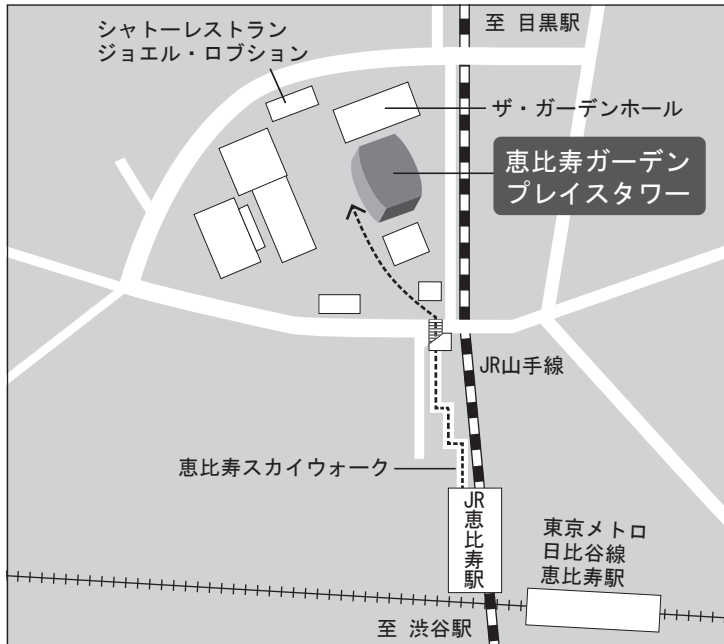 至 目黒駅
シャトーレストラン
ジョエル・ロブション
ザ・ガーデンホール
恵比寿ガーデン
プレイスタワー
JR山手線
恵比寿スカイウォーク
JR恵比寿駅
東京メトロ
日比谷線
恵比寿駅
至 渋谷駅